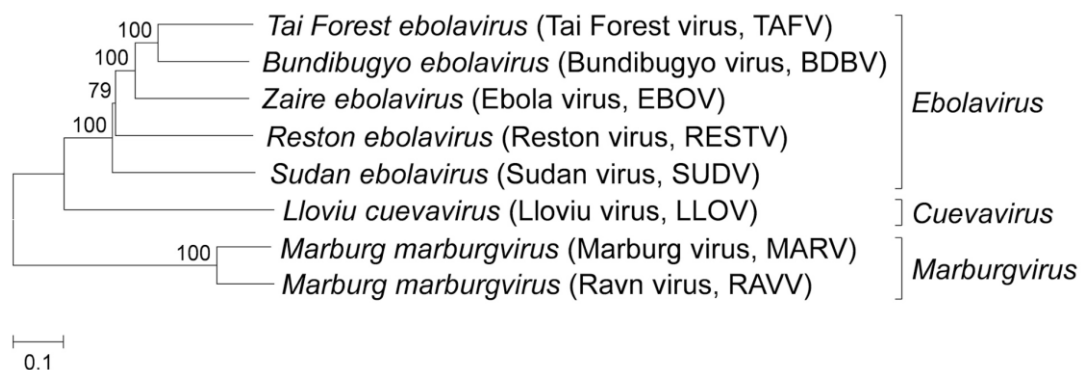 100 Tai Forest ebolavirus (Tai Forest virus, TAFV)
100 Bundibugyo ebolavirus (Bundibugyo virus, BDBV)
79 Zaire ebolavirus (Ebola virus, EBOV)
Ebolavirus
100 Reston ebolavirus (Reston virus, RESTV)
Sudan ebolavirus (Sudan virus, SUDV)
Lloviu cuevavirus (Lloviu virus, LLOV)
Cuevavirus
100 Marburg marburgvirus (Marburg virus, MARV)
Marburgvirus
Marburg marburgvirus (Ravn virus, RAVV)
0.1